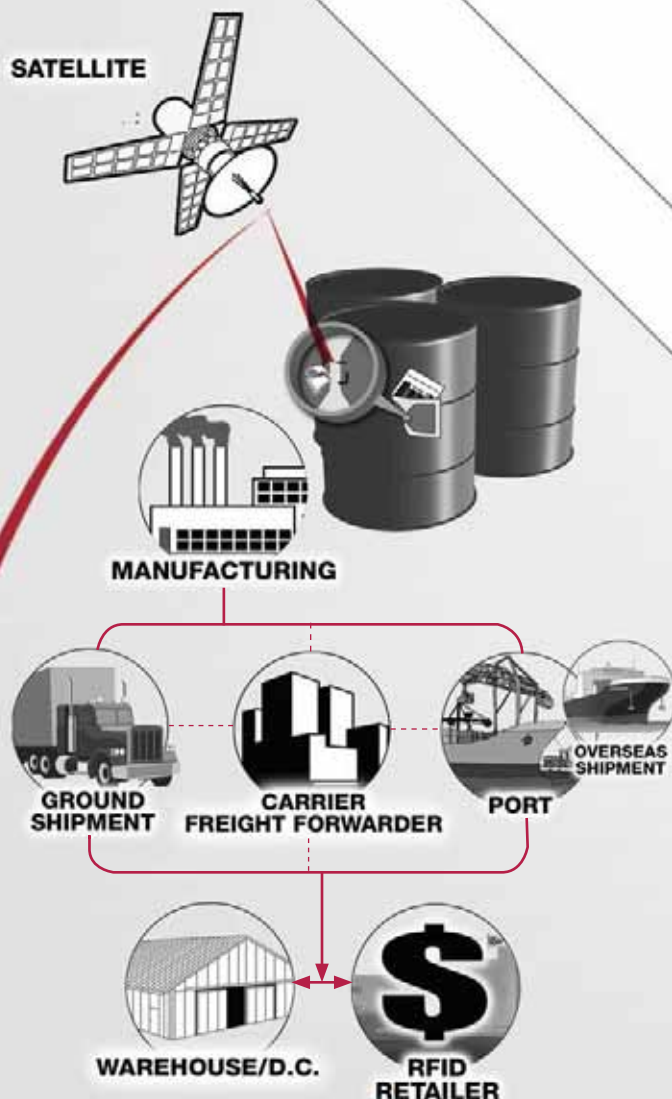 SATELLITE
MANUFACTURING
GROUND
SHIPMENT
CARRIER
FREIGHT FORWARDER
PORT
OVERSEAS
SHIPMENT
WAREHOUSE/D.C.
RFID
RETAILER